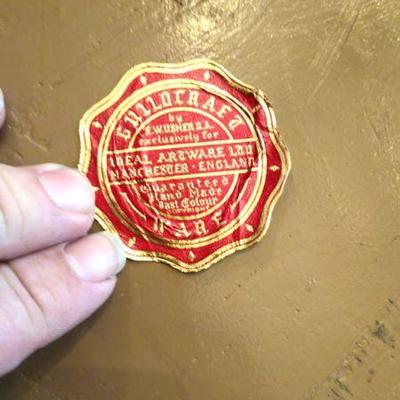 GUILDCRAFT
by
E.W.USHER U.A.
exclusively for
IDEAL ARTWARE LTD
MANCHESTER · ENGLAND
Guaranteed
Hand Made
Fast Colour
WARE